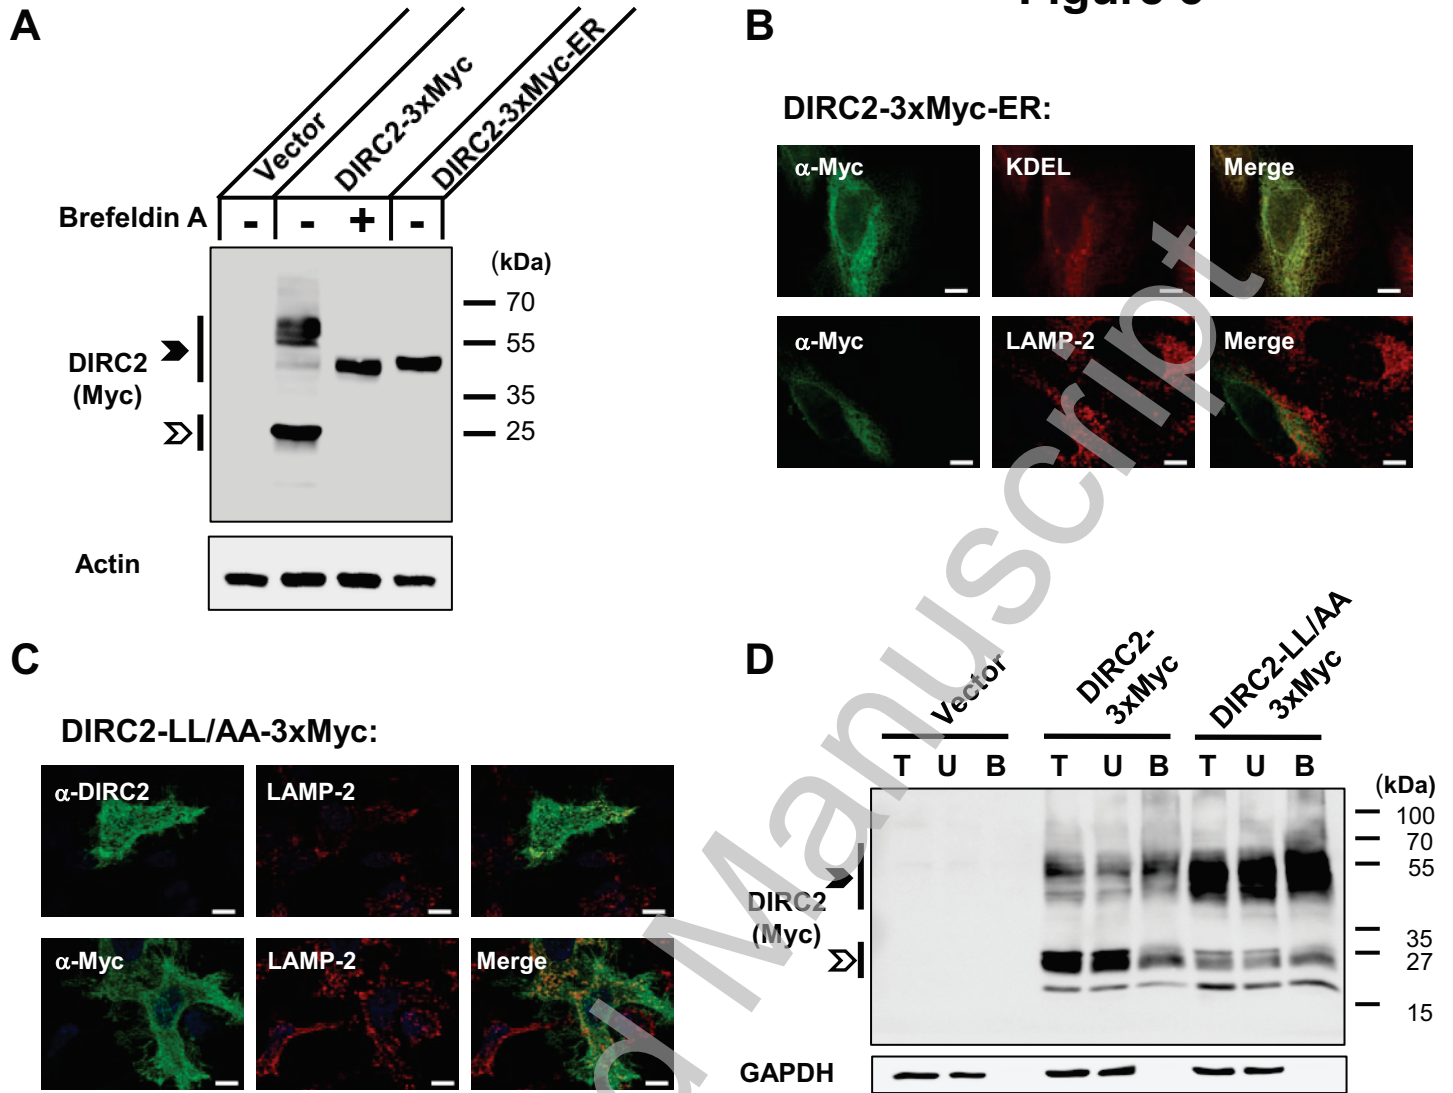 A
Vector
DIRC2-3xMyc
DIRC2-3xMyc-ER
Brefeldin A - - + -
(kDa)
70
55
35
25
DIRC2
(Myc)
Actin
B
DIRC2-3xMyc-ER:
α-Myc KDEL Merge
α-Myc LAMP-2 Merge
C
DIRC2-LL/AA-3xMyc:
α-DIRC2 LAMP-2
α-Myc LAMP-2 Merge
D
Vector
DIRC2-
3xMyc
DIRC2-LL/AA
3xMyc
T U B T U B T U B
(kDa)
100
70
55
35
27
15
DIRC2
(Myc)
GAPDH
d Manuscript